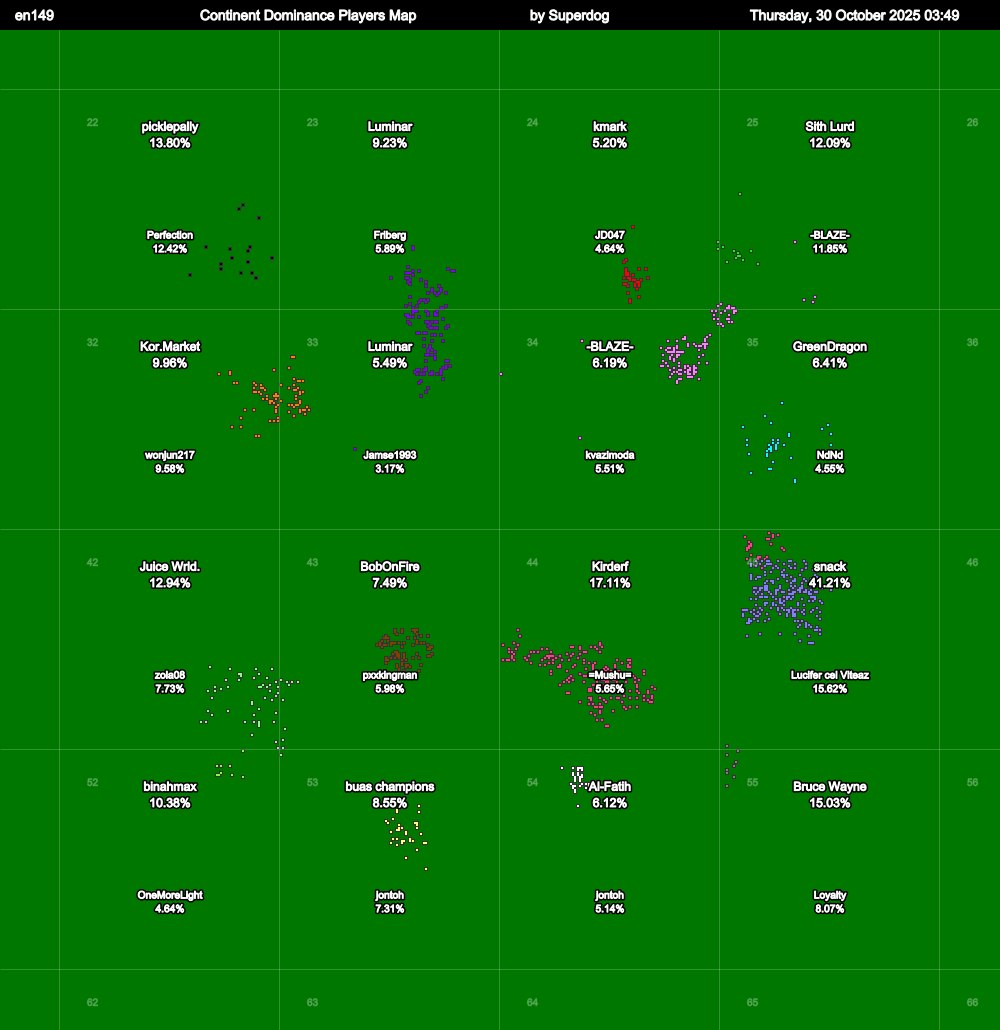 en149 Continent Dominance Players Map by Superdog Thursday, 30 October 2025 03:49
22 23 24 25 26
picklepally Luminar kmark Sith Lurd
13.80% 9.23% 5.20% 12.09%
Perfection Friberg JD047 -BLAZE-
12.42% 5.89% 4.64% 11.85%
32 33 34 35 36
Kor.Market Luminar -BLAZE- GreenDragon
9.96% 5.49% 6.19% 6.41%
wonjun217 Jamse1993 kvazimoda NdNd
9.58% 3.17% 5.51% 4.55%
42 43 44 45 46
Juice Wrld. BobOnFire Kirderf snack
12.94% 7.49% 17.11% 41.21%
zola08 pxxkingman =Mushu= Lucifer cel Viteaz
7.73% 5.98% 5.65% 15.62%
52 53 54 55 56
binahmax buas champions Al-Fatih Bruce Wayne
10.38% 8.55% 6.12% 15.03%
OneMoreLight jontoh jontoh Loyalty
4.64% 7.31% 5.14% 8.07%
62 63 64 65 66